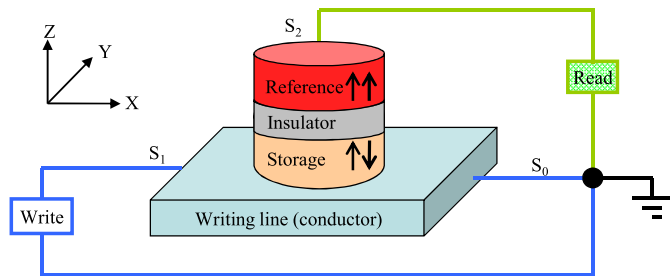 S2
Z
Y
X
Reference
Read
Insulator
Storage
S1
S0
Write
Writing line (conductor)